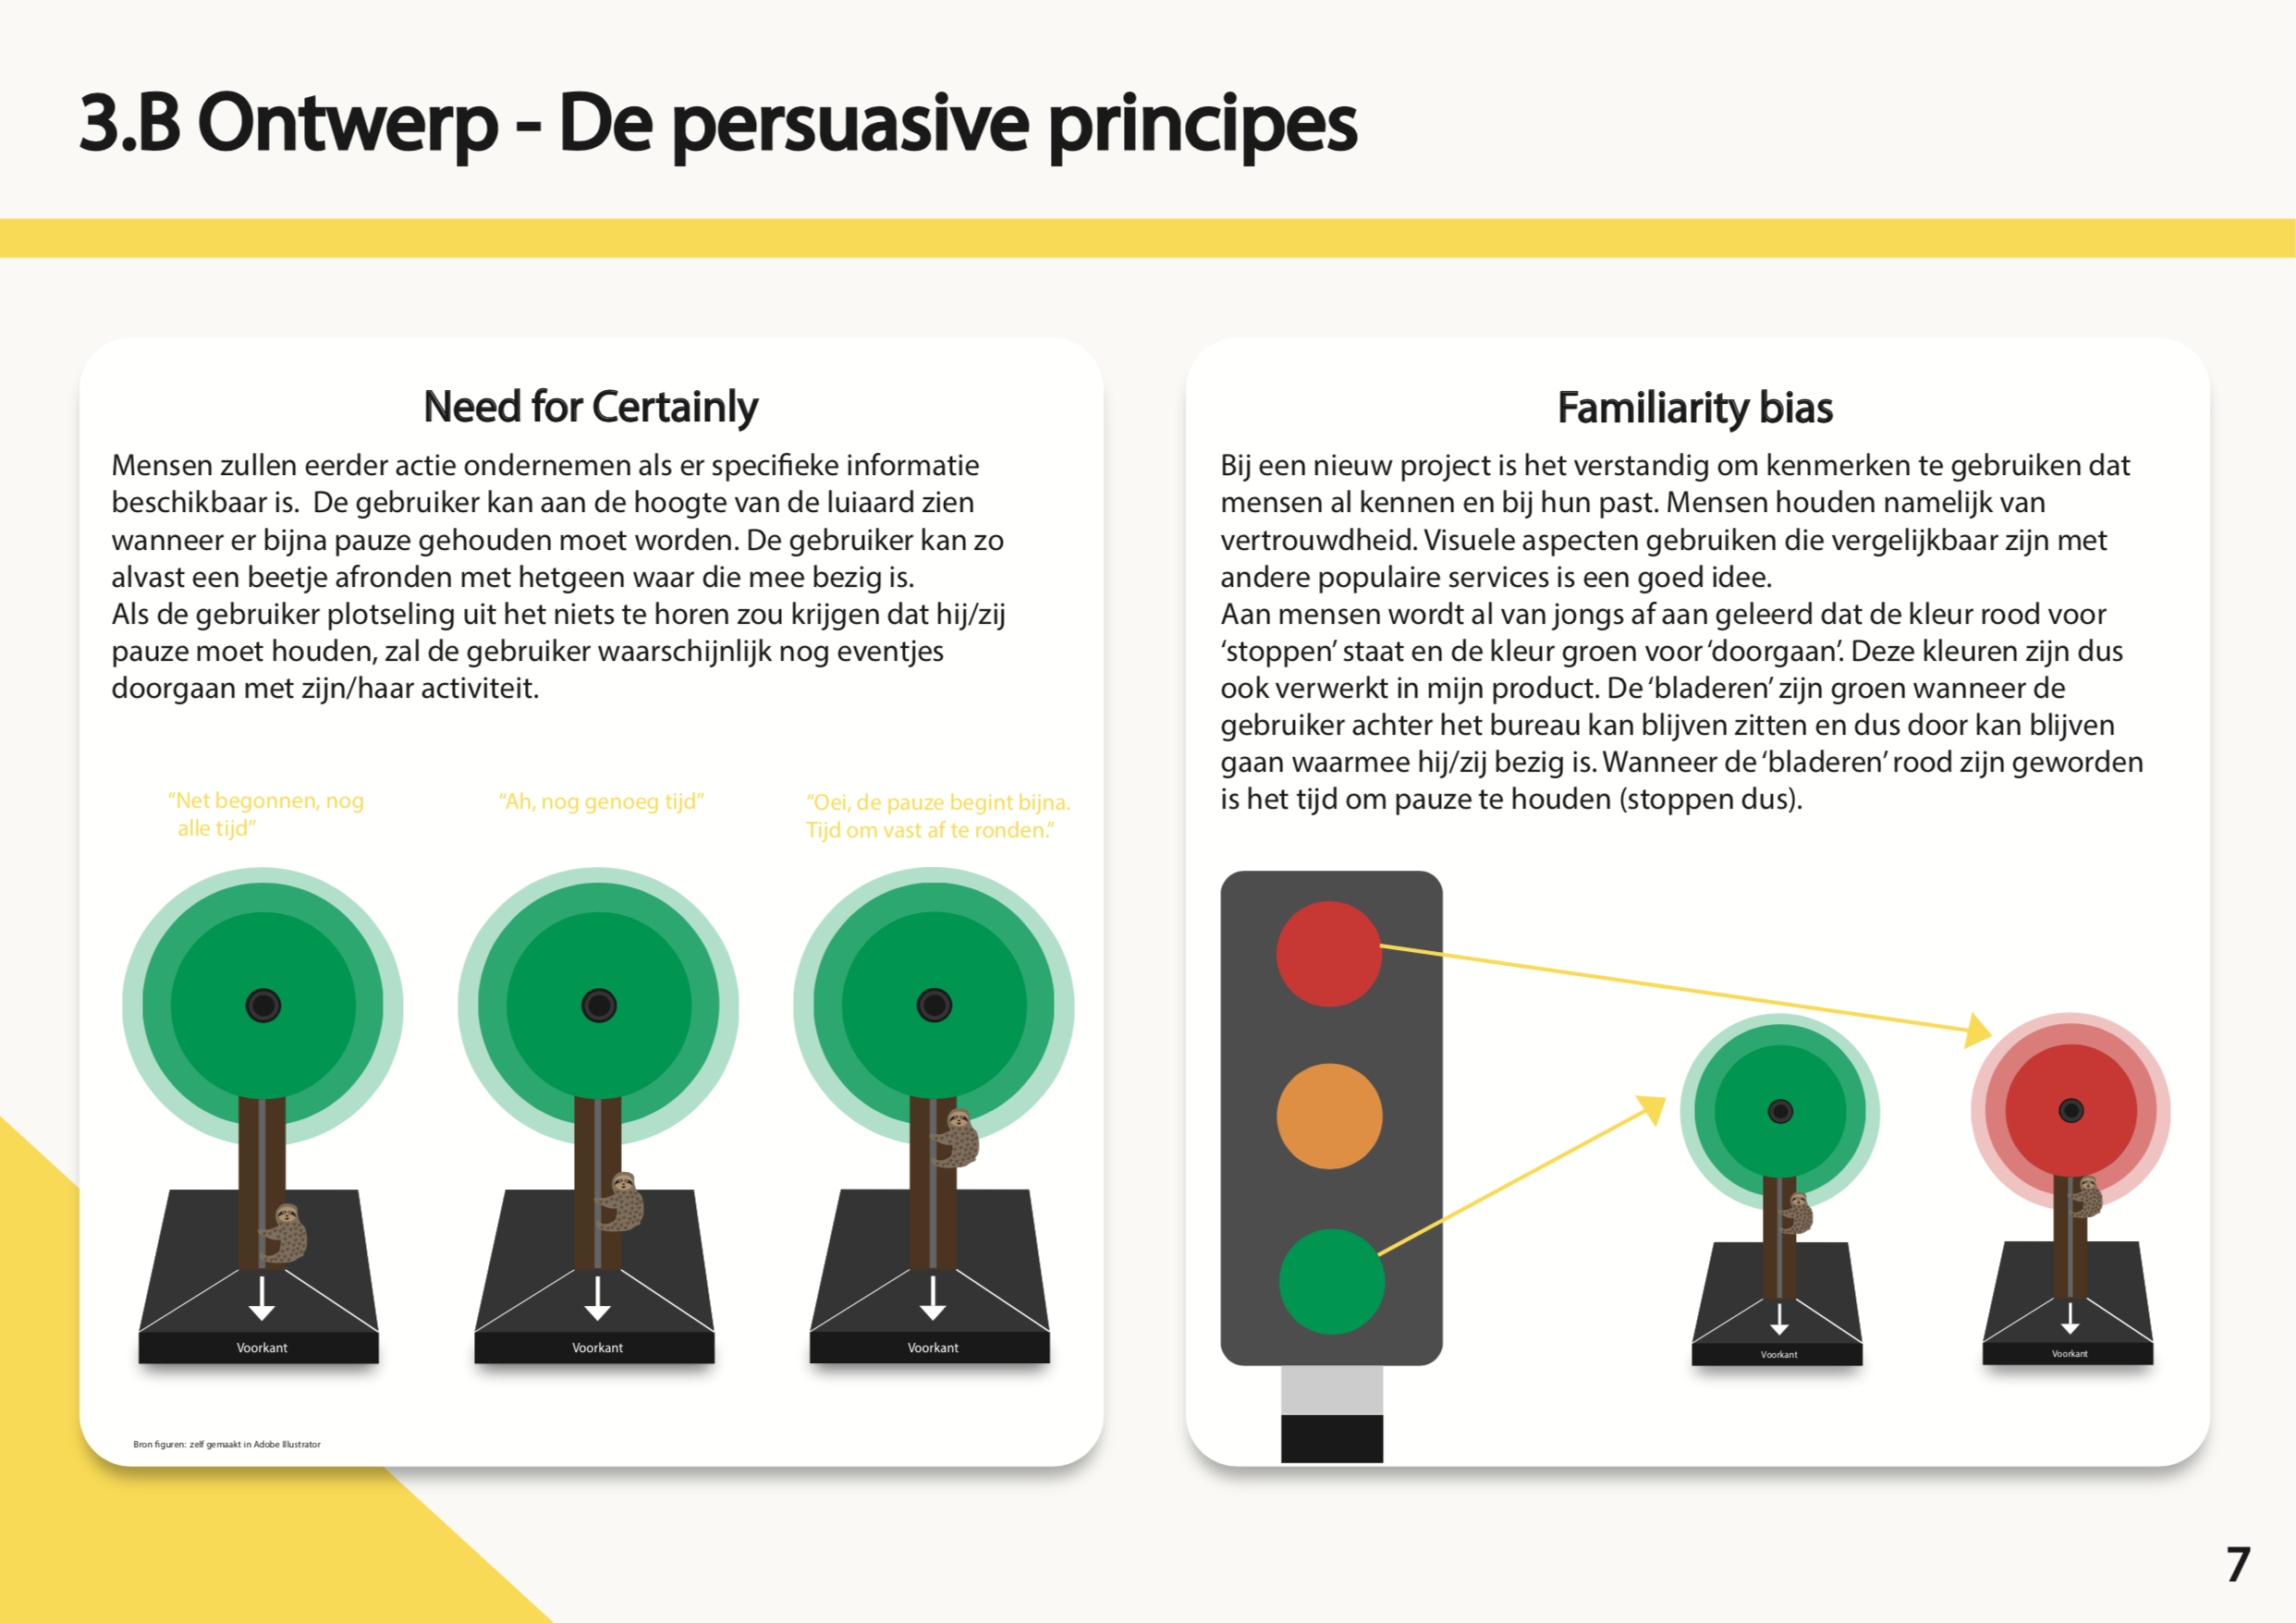 3.B Ontwerp - De persuasive principes
Need for Certainly
Mensen zullen eerder actie ondernemen als er specifieke informatie
beschikbaar is.  De gebruiker kan aan de hoogte van de luiaard zien
wanneer er bijna pauze gehouden moet worden. De gebruiker kan zo
alvast een beetje afronden met hetgeen waar die mee bezig is.
Als de gebruiker plotseling uit het niets te horen zou krijgen dat hij/zij
pauze moet houden, zal de gebruiker waarschijnlijk nog eventjes
doorgaan met zijn/haar activiteit.
“Net begonnen, nog
alle tijd”
“Ah, nog genoeg tijd”
“Oei, de pauze begint bijna.
Tijd om vast af te ronden.”
Voorkant
Voorkant
Voorkant
Bron figuren: zelf gemaakt in Adobe Illustrator
Familiarity bias
Bij een nieuw project is het verstandig om kenmerken te gebruiken dat
mensen al kennen en bij hun past. Mensen houden namelijk van
vertrouwdheid. Visuele aspecten gebruiken die vergelijkbaar zijn met
andere populaire services is een goed idee.
Aan mensen wordt al van jongs af aan geleerd dat de kleur rood voor
‘stoppen’ staat en de kleur groen voor ‘doorgaan’. Deze kleuren zijn dus
ook verwerkt in mijn product. De ‘bladeren’ zijn groen wanneer de
gebruiker achter het bureau kan blijven zitten en dus door kan blijven
gaan waarmee hij/zij bezig is. Wanneer de ‘bladeren’ rood zijn geworden
is het tijd om pauze te houden (stoppen dus).
Voorkant
Voorkant
7